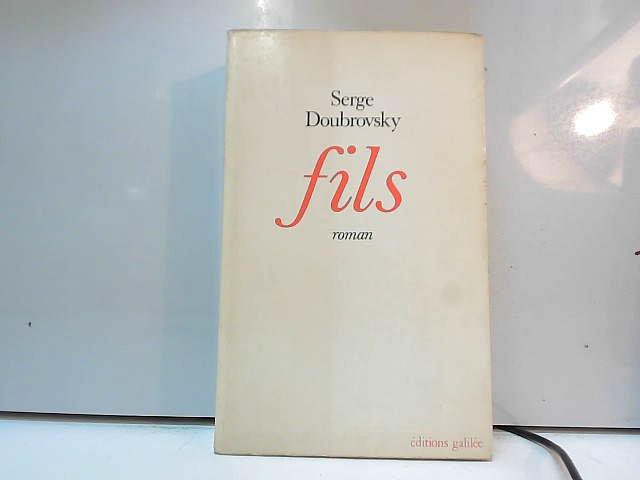 Serge
Doubrovsky
fils
roman
éditions galilée